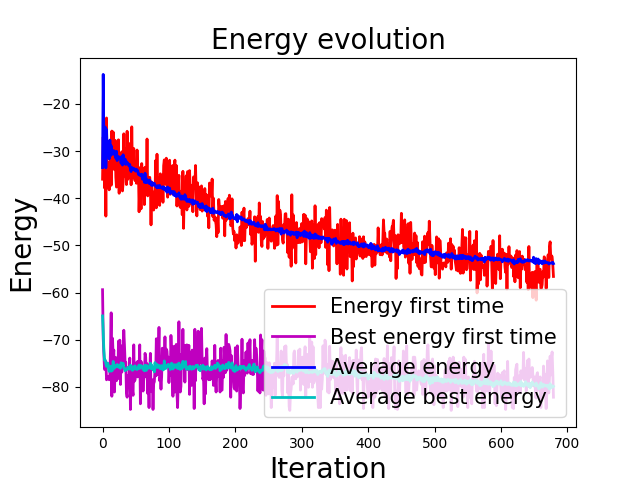 Energy evolution
Energy
−20
−30
−40
−50
−60
−70
−80
Energy first time
Best energy first time
Average energy
Average best energy
0 100 200 300 400 500 600 700
Iteration